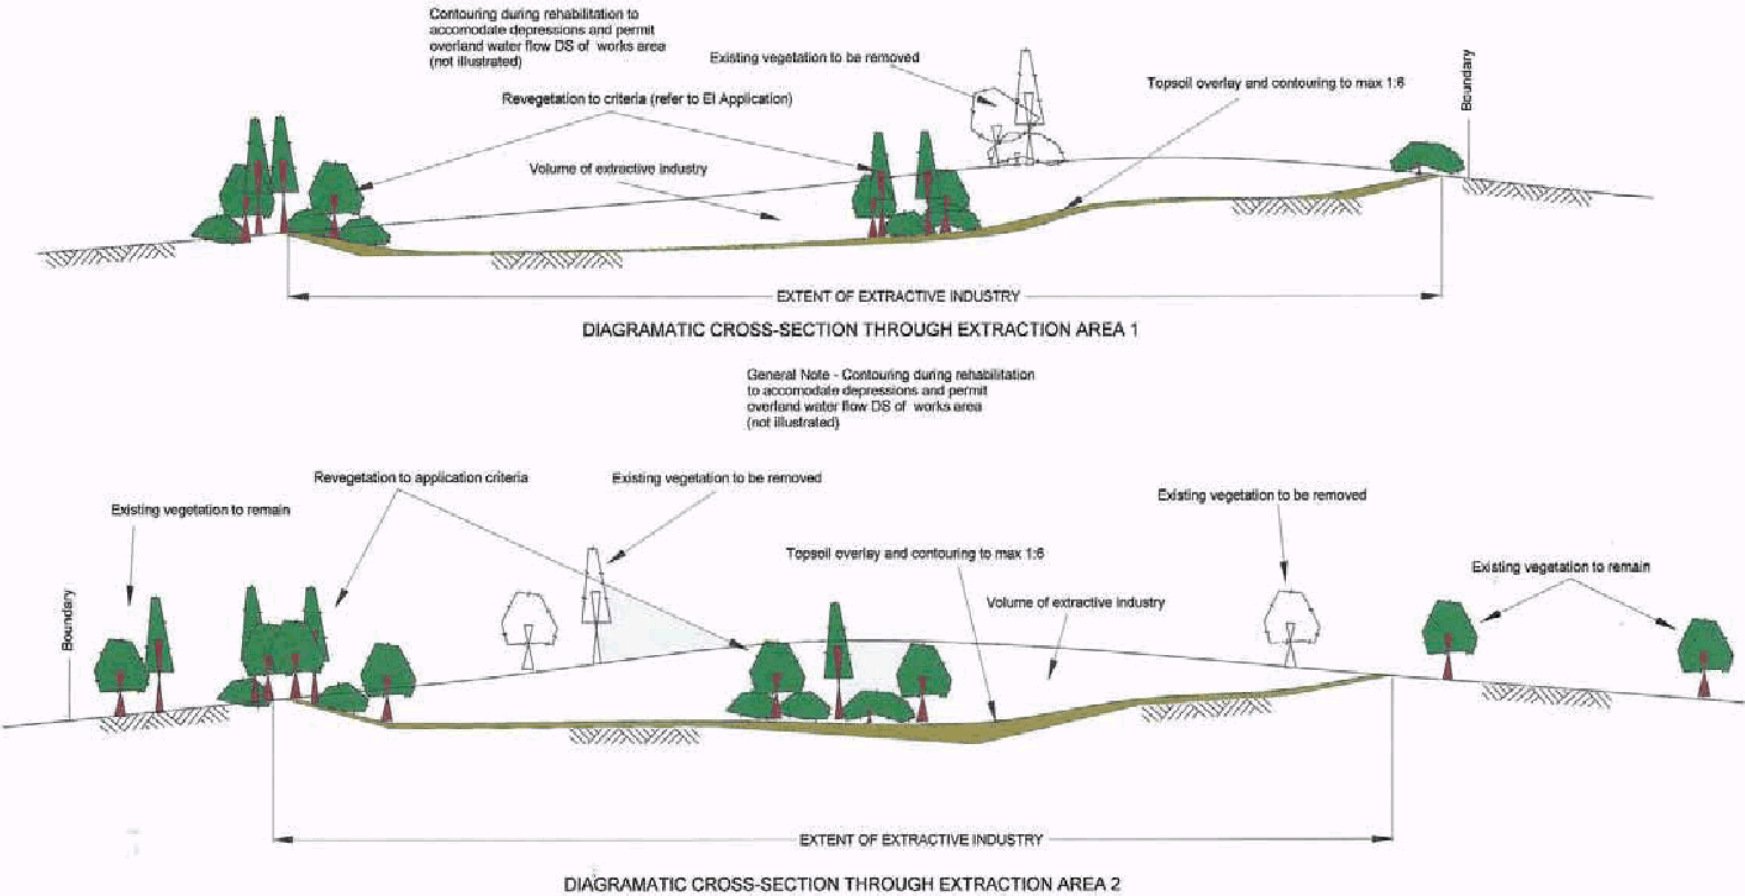 Contouring during rehabilitation to
accomodate depressions and permit
overland water flow DS of works area
(not illustrated)
Existing vegetation to be removed
Topsoil overlay and contouring to max 1:6
Boundary
Revegetation to criteria (refer to EI Application)
Volume of extractive industry
EXTENT OF EXTRACTIVE INDUSTRY
DIAGRAMATIC CROSS-SECTION THROUGH EXTRACTION AREA 1
General Note - Contouring during rehabilitation
to accomodate depressions and permit
overland water flow DS of works area
(not illustrated)
Revegetation to application criteria
Existing vegetation to be removed
Existing vegetation to be removed
Existing vegetation to remain
Topsoil overlay and contouring to max 1:6
Existing vegetation to remain
Boundary
Volume of extractive industry
EXTENT OF EXTRACTIVE INDUSTRY
DIAGRAMATIC CROSS-SECTION THROUGH EXTRACTION AREA 2